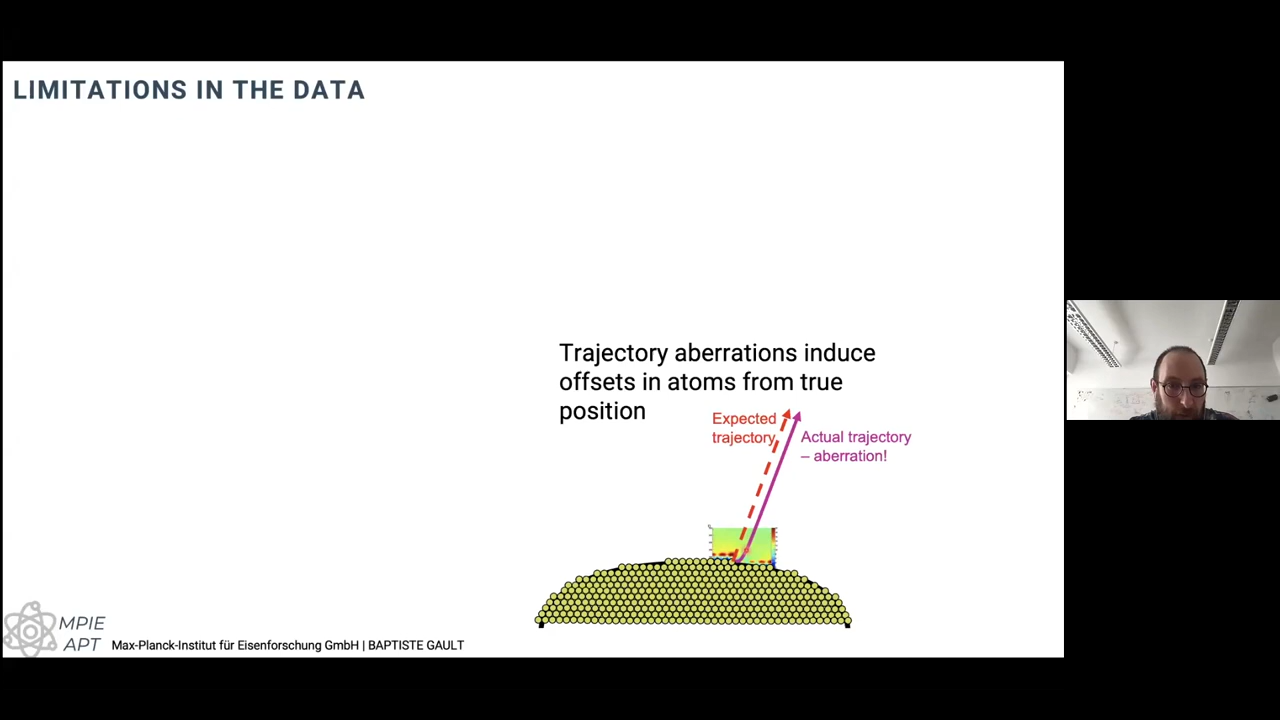 LIMITATIONS IN THE DATA
Trajectory aberrations induce
offsets in atoms from true
position
Expected
trajectory
Actual trajectory
– aberration!
MPIE
APT
Max-Planck-Institut für Eisenforschung GmbH | BAPTISTE GAULT